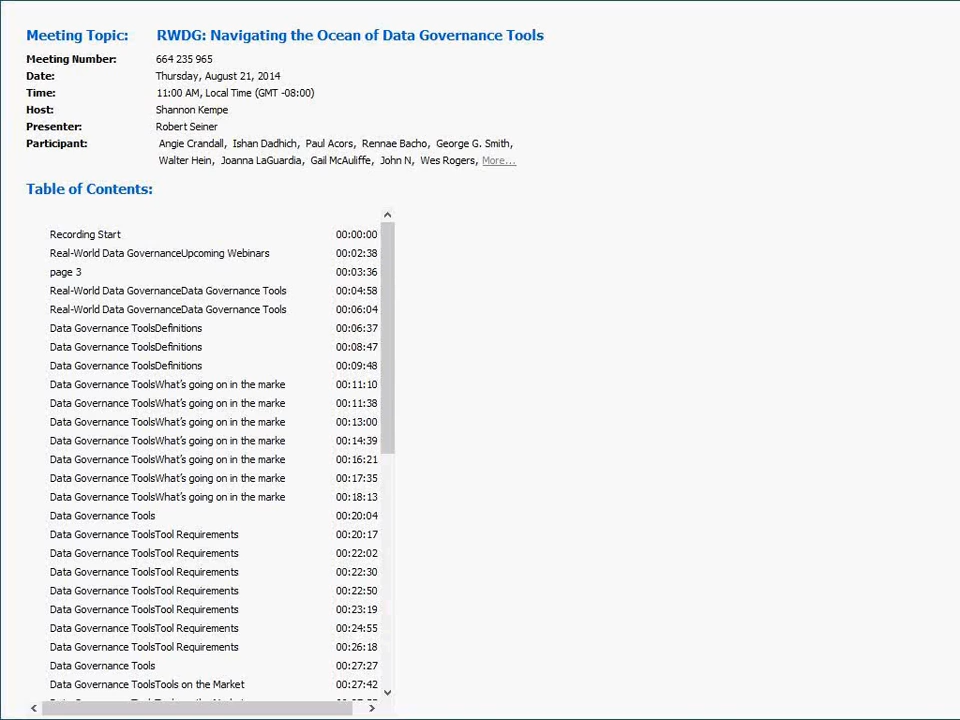 Meeting Topic: RWDG: Navigating the Ocean of Data Governance Tools
Meeting Number: 664 235 965
Date: Thursday, August 21, 2014
Time: 11:00 AM, Local Time (GMT -08:00)
Host: Shannon Kempe
Presenter: Robert Seiner
Participant: Angie Crandall, Ishan Dadhich, Paul Acors, Rennae Bacho, George G. Smith,
Walter Hein, Joanna LaGuardia, Gail McAuliffe, John N, Wes Rogers, More...
Table of Contents:
Recording Start 00:00:00
Real-World Data GovernanceUpcoming Webinars 00:02:38
page 3 00:03:36
Real-World Data GovernanceData Governance Tools 00:04:58
Real-World Data GovernanceData Governance Tools 00:06:04
Data Governance ToolsDefinitions 00:06:37
Data Governance ToolsDefinitions 00:08:47
Data Governance ToolsDefinitions 00:09:48
Data Governance ToolsWhat's going on in the marke 00:11:10
Data Governance ToolsWhat's going on in the marke 00:11:38
Data Governance ToolsWhat's going on in the marke 00:13:00
Data Governance ToolsWhat's going on in the marke 00:14:39
Data Governance ToolsWhat's going on in the marke 00:16:21
Data Governance ToolsWhat's going on in the marke 00:17:35
Data Governance ToolsWhat's going on in the marke 00:18:13
Data Governance Tools 00:20:04
Data Governance ToolsTool Requirements 00:20:17
Data Governance ToolsTool Requirements 00:22:02
Data Governance ToolsTool Requirements 00:22:30
Data Governance ToolsTool Requirements 00:22:50
Data Governance ToolsTool Requirements 00:23:19
Data Governance ToolsTool Requirements 00:24:55
Data Governance ToolsTool Requirements 00:26:18
Data Governance Tools 00:27:27
Data Governance ToolsTools on the Market 00:27:42